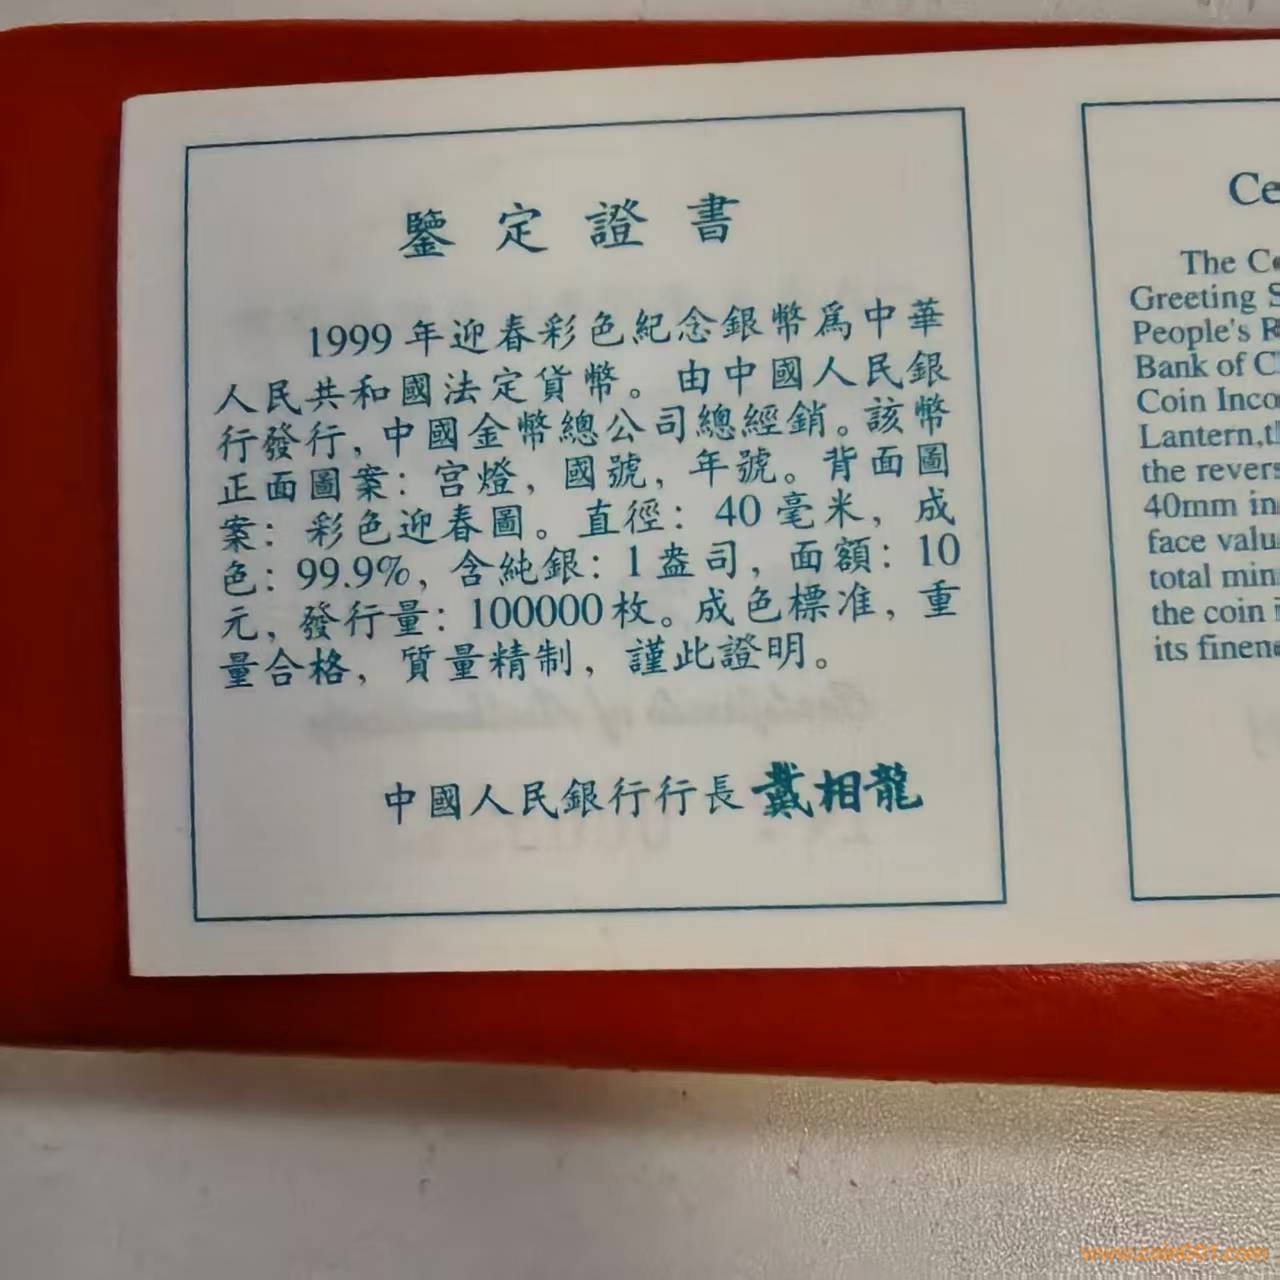 鑒定證書
1999年迎春彩色紀念銀幣爲中華
人民共和國法定貨幣。由中國人民銀
行發行，中國金幣總公司總經銷。該幣
正面圖案：宮燈，國號，年號。背面圖
案：彩色迎春圖。直徑：40毫米，成
色：99.9%，含純銀：1盎司，面額：10
元，發行量：100000枚。成色標准，重
量合格，質量精制，謹此證明。
中國人民銀行行長戴相龍
Ce
The Co
Greeting S
People's R
Bank of C
Coin Inco
Lantern,t
the revers
40mm in
face valu
total min
the coin i
its finene
www.coin001.com